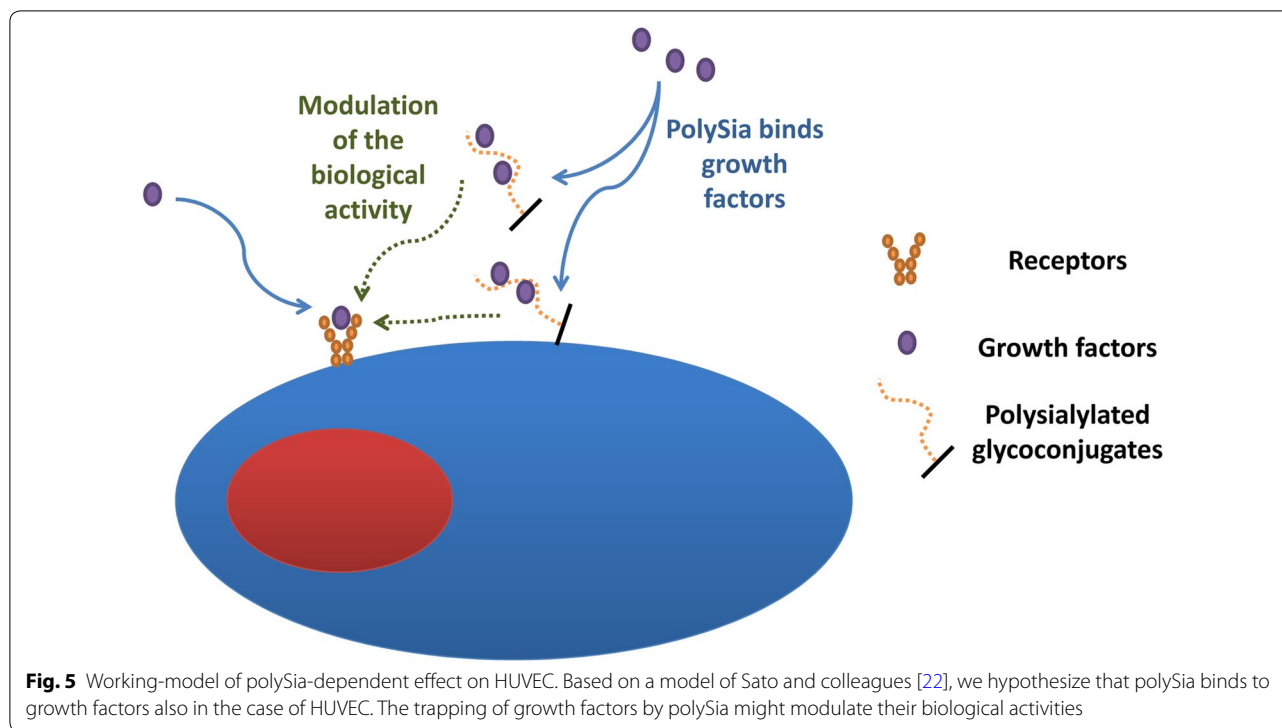 Modulation
of the
biological
activity
PolySia binds
growth
factors
Receptors
Growth factors
Polysialylated
glycoconjugates
Fig. 5 Working-model of polySia-dependent effect on HUVEC. Based on a model of Sato and colleagues [22], we hypothesize that polySia binds to
growth factors also in the case of HUVEC. The trapping of growth factors by polySia might modulate their biological activities